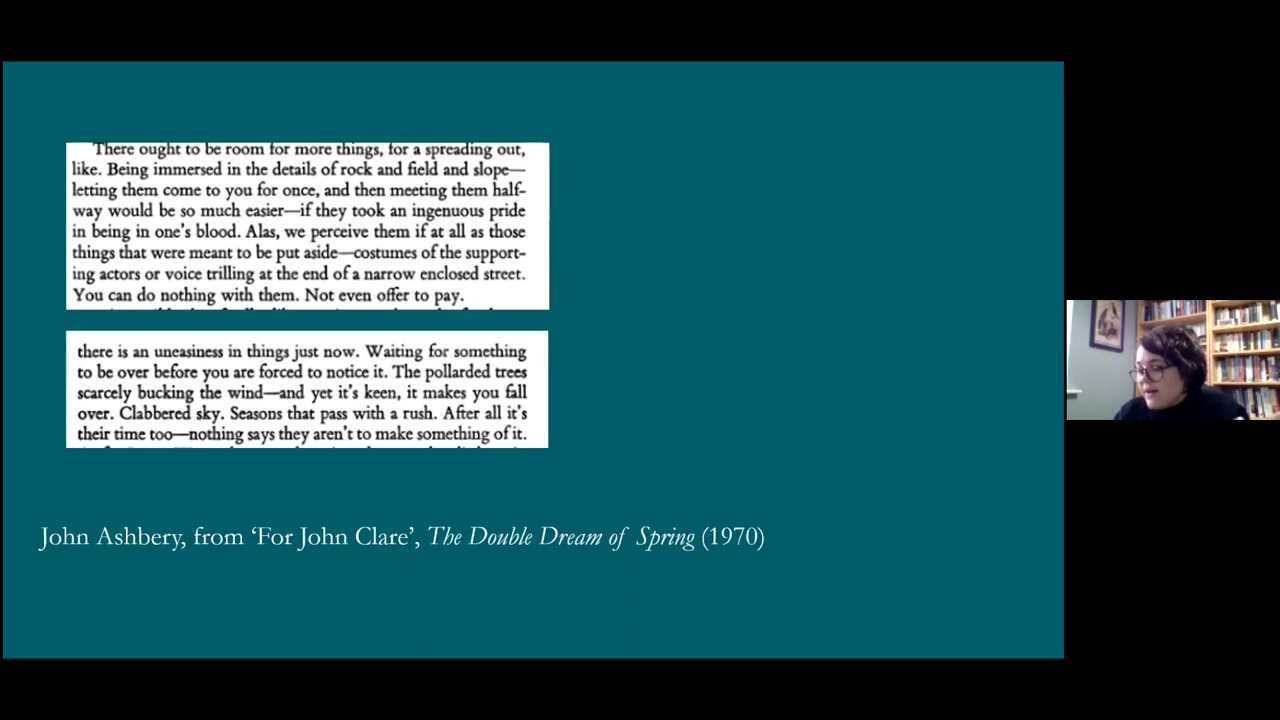 There ought to be room for more things, for a spreading out,
like. Being immersed in the details of rock and field and slope—
letting them come to you for once, and then meeting them half-
way would be so much easier—if they took an ingenuous pride
in being in one's blood. Alas, we perceive them if at all as those
things that were meant to be put aside—costumes of the support-
ing actors or voice trilling at the end of a narrow enclosed street.
You can do nothing with them. Not even offer to pay.
there is an uneasiness in things just now. Waiting for something
to be over before you are forced to notice it. The pollarded trees
scarcely bucking the wind—and yet it's keen, it makes you fall
over. Clabbered sky. Seasons that pass with a rush. After all it's
their time too—nothing says they aren't to make something of it.
John Ashbery, from ‘For John Clare’, The Double Dream of Spring (1970)